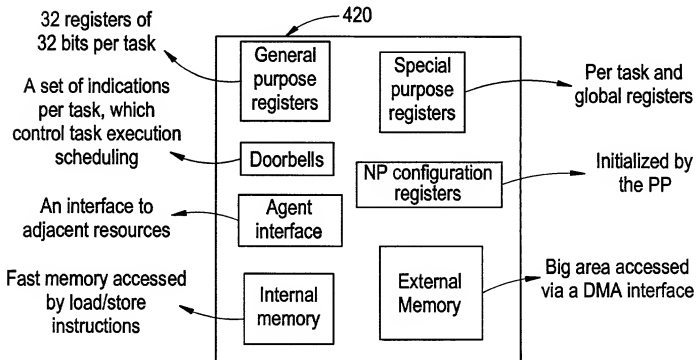 420
32 registers of
32 bits per task
General
purpose
registers
Special
purpose
registers
Per task and
global registers
A set of indications
per task, which
control task execution
scheduling
Doorbells
NP configuration
registers
Initialized by
the PP
An interface to
adjacent resources
Agent
interface
Fast memory accessed
by load/store
instructions
Internal
memory
External
Memory
Big area accessed
via a DMA interface